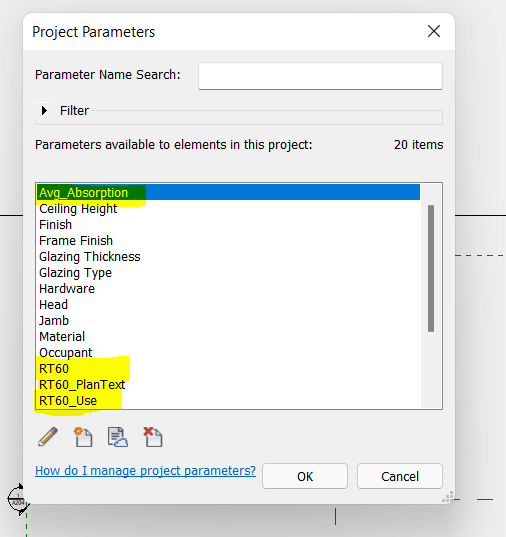 Project Parameters
Parameter Name Search:
Filter
Parameters available to elements in this project: 20 items
Avg_Absorption
Ceiling Height
Finish
Frame Finish
Glazing Thickness
Glazing Type
Hardware
Head
Jamb
Material
Occupant
RT60
RT60_PlanText
RT60_Use
How do I manage project parameters? OK Cancel
1
A204